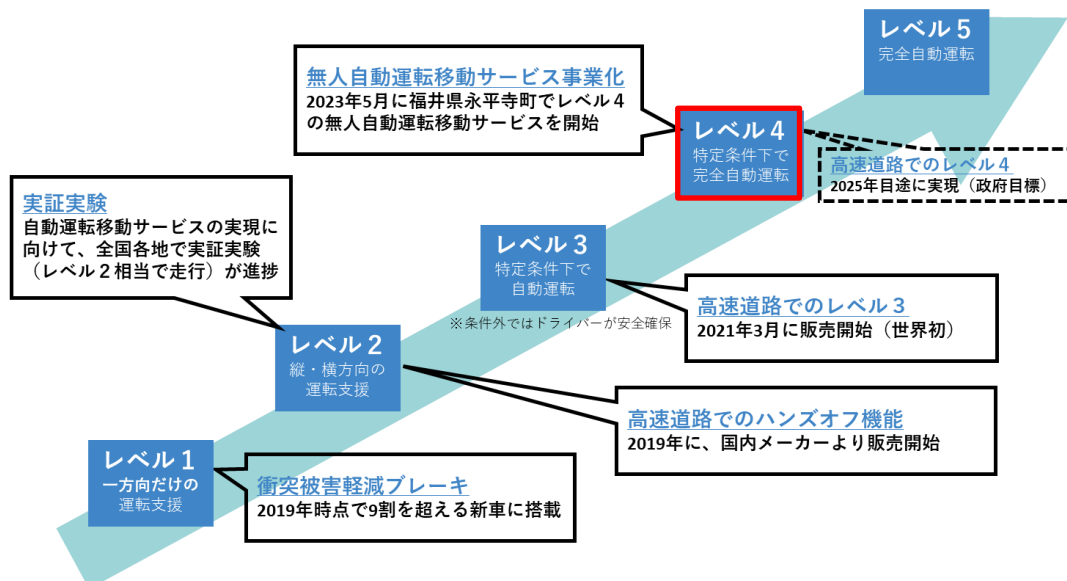 レベル５
完全自動運転
無人自動運転移動サービス事業化
2023年5月に福井県永平寺町でレベル４
の無人自動運転移動サービスを開始
レベル４
特定条件下で
完全自動運転
高速道路でのレベル４
2025年目途に実現（政府目標）
実証実験
自動運転移動サービスの実現に
向けて、全国各地で実証実験
（レベル２相当で走行）が進捗
レベル３
特定条件下で
自動運転
※条件外ではドライバーが安全確保
高速道路でのレベル３
2021年3月に販売開始（世界初）
レベル２
縦・横方向の
運転支援
高速道路でのハンズオフ機能
2019年に、国内メーカーより販売開始
レベル１
一方向だけの
運転支援
衝突被害軽減ブレーキ
2019年時点で9割を超える新車に搭載